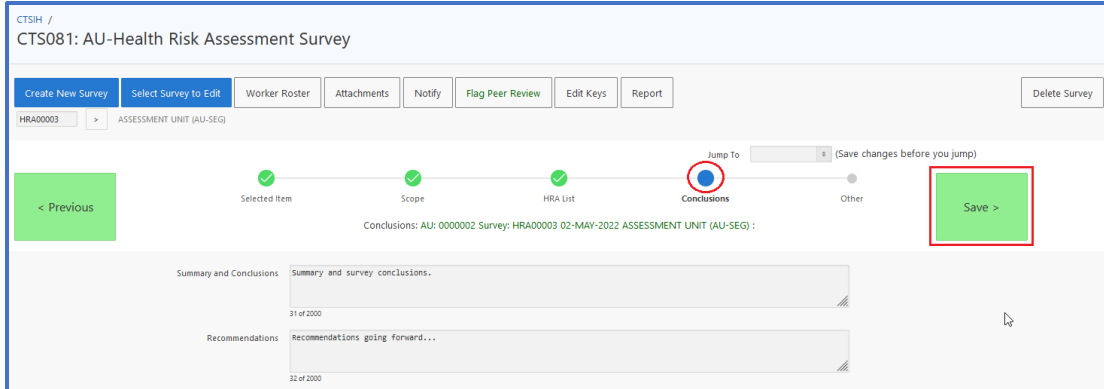 CTSIH /
CTS081: AU-Health Risk Assessment Survey
Create New Survey Select Survey to Edit Worker Roster Attachments Notify Flag Peer Review Edit Keys Report Delete Survey
HRA00003 > ASSESSMENT UNIT (AU-SEG)
Jump To (Save changes before you jump)
< Previous Selected Item Scope HRA List Conclusions Other Save >
Conclusions: AU: 0000002 Survey: HRA00003 02-MAY-2022 ASSESSMENT UNIT (AU-SEG) :
Summary and Conclusions Summary and survey conclusions.
31 of 2000
Recommendations Recommendations going forward...
32 of 2000